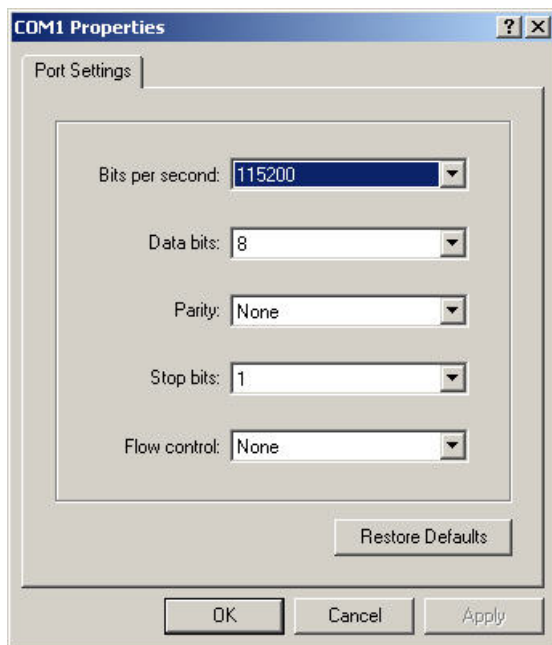 COM1 Properties
Port Settings
Bits per second: 115200
Data bits: 8
Parity: None
Stop bits: 1
Flow control: None
Restore Defaults
OK Cancel Apply